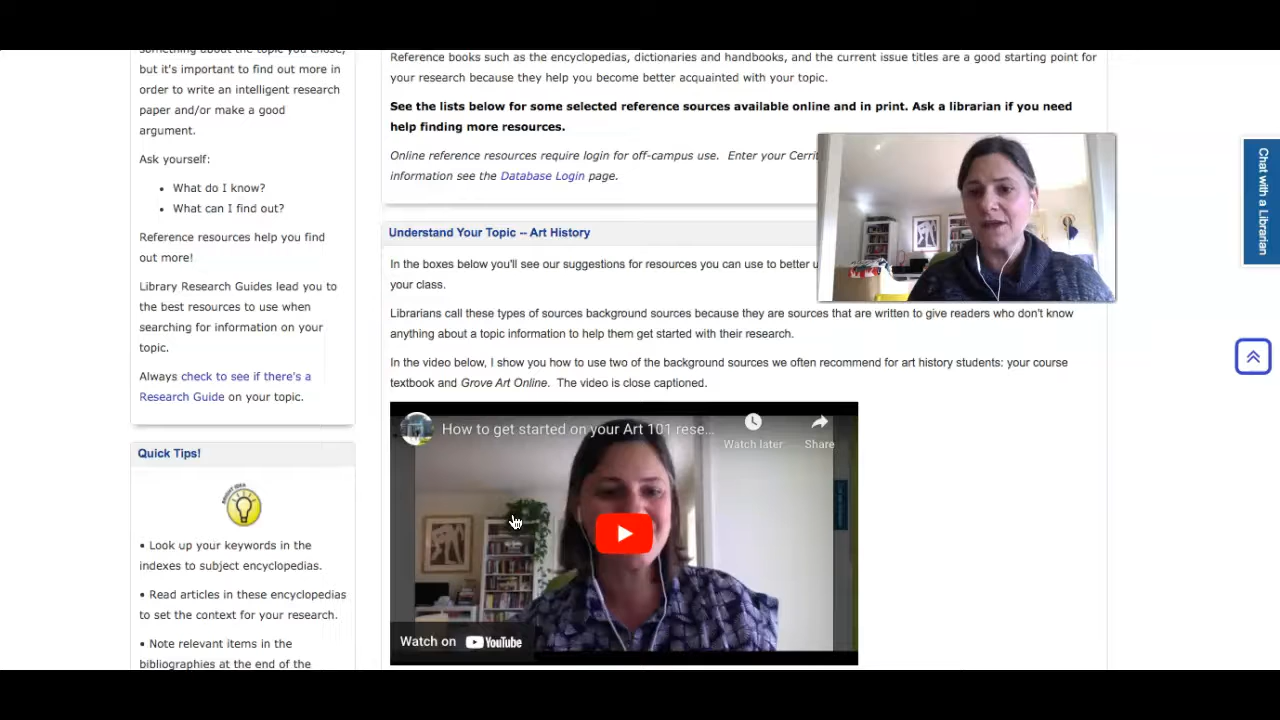 something about the topic you chose,
but it's important to find out more in
order to write an intelligent research
paper and/or make a good
argument.
Ask yourself:
• What do I know?
• What can I find out?
Reference resources help you find
out more!
Library Research Guides lead you to
the best resources to use when
searching for information on your
topic.
Always check to see if there's a
Research Guide on your topic.
Quick Tips!
BRIGHT IDEA
▪ Look up your keywords in the
indexes to subject encyclopedias.
▪ Read articles in these encyclopedias
to set the context for your research.
▪ Note relevant items in the
bibliographies at the end of the
Reference books such as the encyclopedias, dictionaries and handbooks, and the current issue titles are a good starting point for
your research because they help you become better acquainted with your topic.
See the lists below for some selected reference sources available online and in print. Ask a librarian if you need
help finding more resources.
Online reference resources require login for off-campus use. Enter your Cerrit
information see the Database Login page.
Understand Your Topic -- Art History
In the boxes below you'll see our suggestions for resources you can use to better u
your class.
Librarians call these types of sources background sources because they are sources that are written to give readers who don't know
anything about a topic information to help them get started with their research.
In the video below, I show you how to use two of the background sources we often recommend for art history students: your course
textbook and Grove Art Online. The video is close captioned.
How to get started on your Art 101 rese...
Watch later
Share
Watch on YouTube
Chat with a Librarian